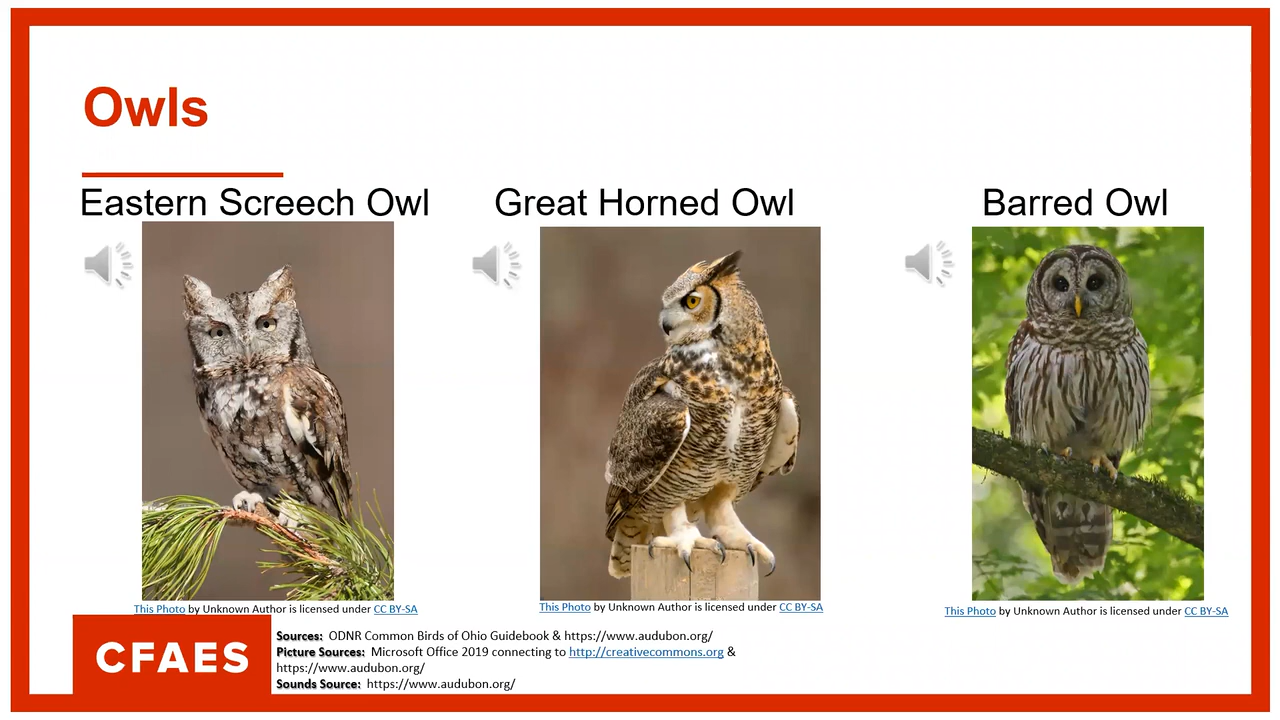 Owls
Eastern Screech Owl
Great Horned Owl
Barred Owl
This Photo by Unknown Author is licensed under CC BY-SA
This Photo by Unknown Author is licensed under CC BY-SA
This Photo by Unknown Author is licensed under CC BY-SA
CFAES
Sources: ODNR Common Birds of Ohio Guidebook & https://www.audubon.org/
Picture Sources: Microsoft Office 2019 connecting to http://creativecommons.org &
https://www.audubon.org/
Sounds Source: https://www.audubon.org/